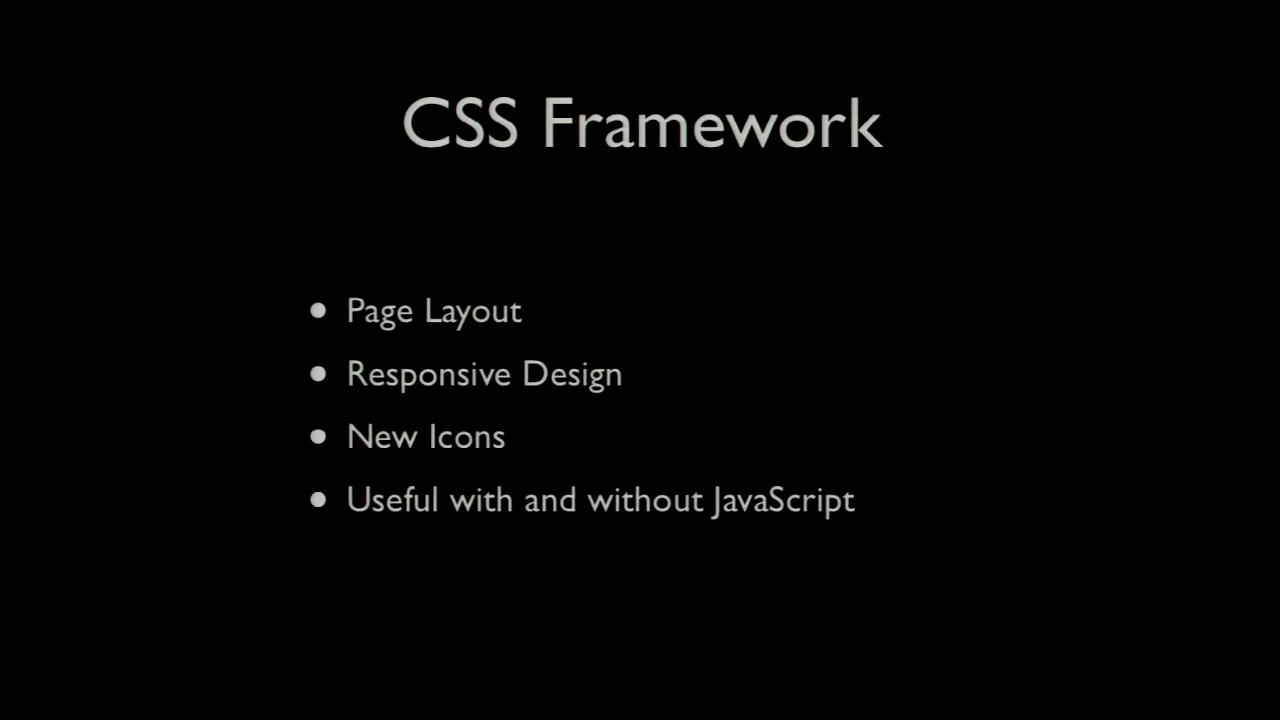 CSS Framework
• Page Layout
• Responsive Design
• New Icons
• Useful with and without JavaScript